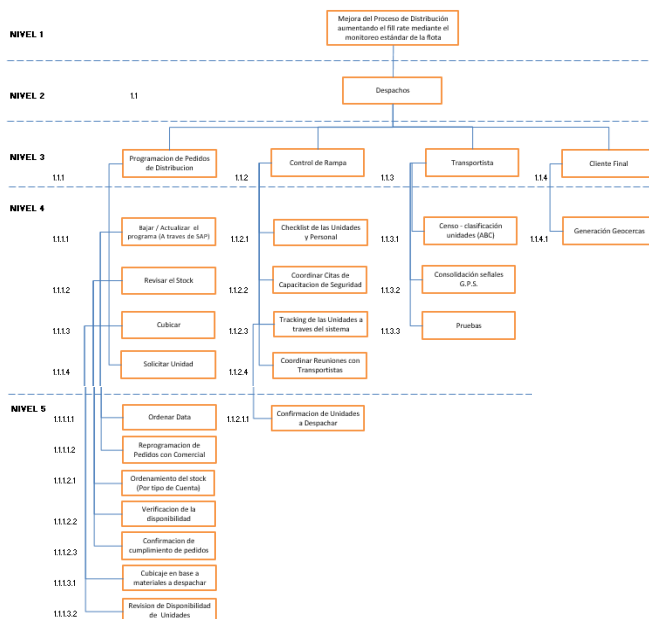 Mejora del Proceso de Distribución
aumentando el fill rate mediante el
monitoreo estándar de la flota
NIVEL 1
NIVEL 2
1.1
Despachos
NIVEL 3
1.1.1
Programacion de Pedidos
de Distribucion
1.1.2
Control de Rampa
1.1.3
Transportista
1.1.4
Cliente Final
NIVEL 4
1.1.1.1
Bajar / Actualizar el
programa (A traves de SAP)
1.1.2.1
Checklist de las Unidades
y Personal
1.1.3.1
Censo - clasificación
unidades (ABC)
1.1.4.1
Generación Geocercas
1.1.1.2
Revisar el Stock
1.1.2.2
Coordinar Citas de
Capacitacion de Seguridad
1.1.3.2
Consolidación señales
G.P.S.
1.1.1.3
Cubicar
1.1.2.3
Tracking de las Unidades a
traves del sistema
1.1.3.3
Pruebas
1.1.1.4
Solicitar Unidad
1.1.2.4
Coordinar Reuniones con
Transportistas
NIVEL 5
1.1.1.1.1
Ordenar Data
1.1.2.1.1
Confirmacion de Unidades
a Despachar
1.1.1.1.2
Reprogramacion de
Pedidos con Comercial
1.1.1.2.1
Ordenamiento del stock
(Por tipo de Cuenta)
1.1.1.2.2
Verificacion de la
disponibilidad
1.1.1.2.3
Confirmacion de
cumplimiento de pedidos
1.1.1.3.1
Cubicaje en base a
materiales a despachar
1.1.1.3.2
Revision de Disponibilidad
de Unidades